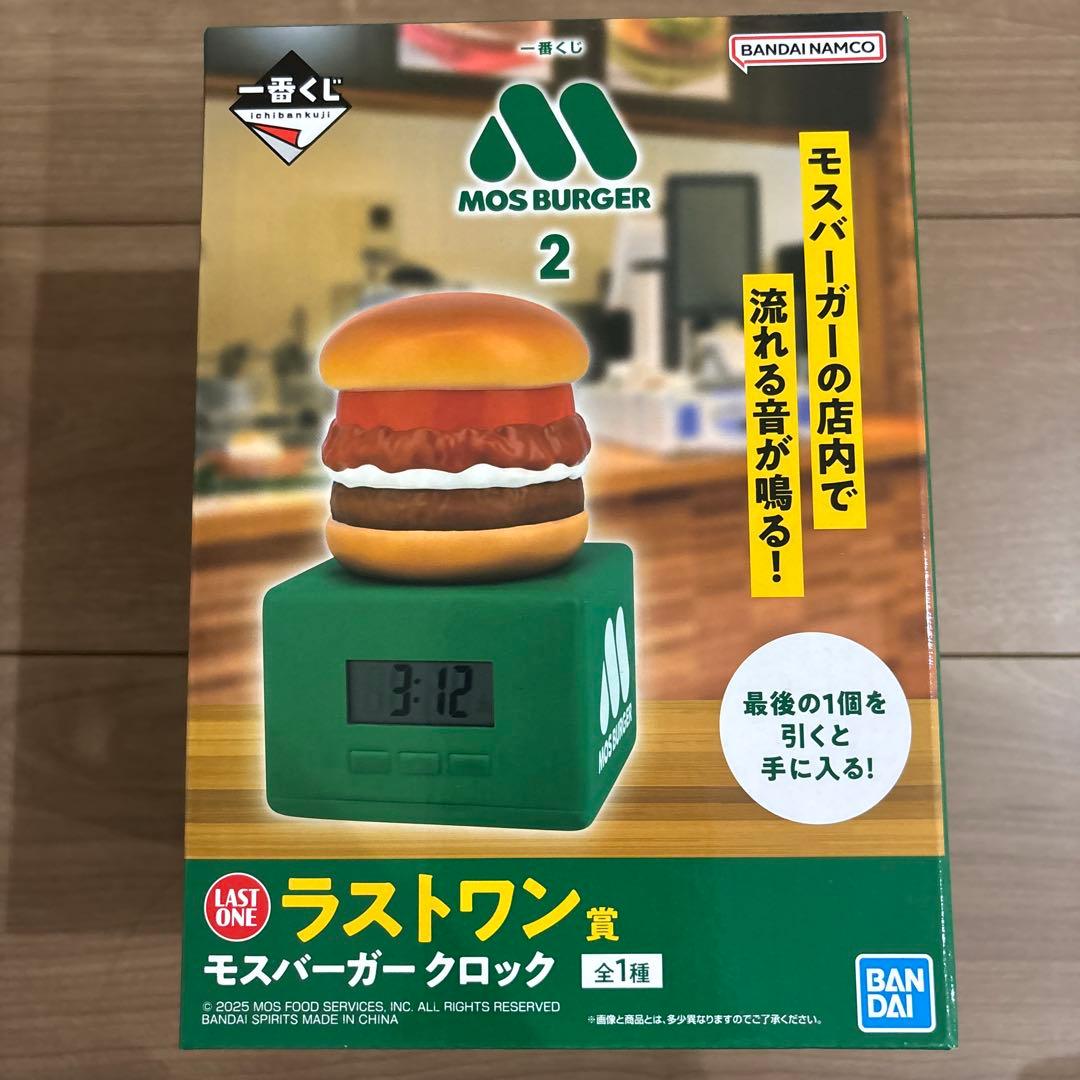 一番くじ
ichibankuji
一番くじ
MOS BURGER
2
BANDAI NAMCO
モスバーガーの店内で
流れる音が鳴る!
3:12
MOS BURGER
最後の1個を
引くと
手に入る!
LAST
ONE
ラストワン賞
モスバーガー クロック 全1種
© 2025 MOS FOOD SERVICES, INC. ALL RIGHTS RESERVED
BANDAI SPIRITS MADE IN CHINA
※画像と商品とは、多少異なりますのでご了承ください。
BAN
DAI